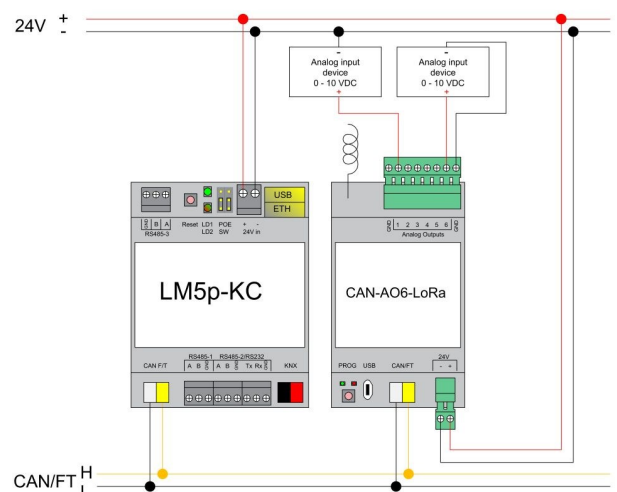 24V + -
-
Analog input
device
0 - 10 VDC
+
-
Analog input
device
0 - 10 VDC
+
USB
ETH
GND B A
RS485-3
Reset LD1 POE + -
LD2 SW 24V in
GND 1 2 3 4 5 6 GND
Analog Outputs
LM5p-KC
CAN-AO6-LoRa
RS485-1 RS485-2/RS232
CAN F/T A B GND A B GND Tx Rx GND KNX
PROG USB CAN/FT 24V
- +
CAN/FT H
L